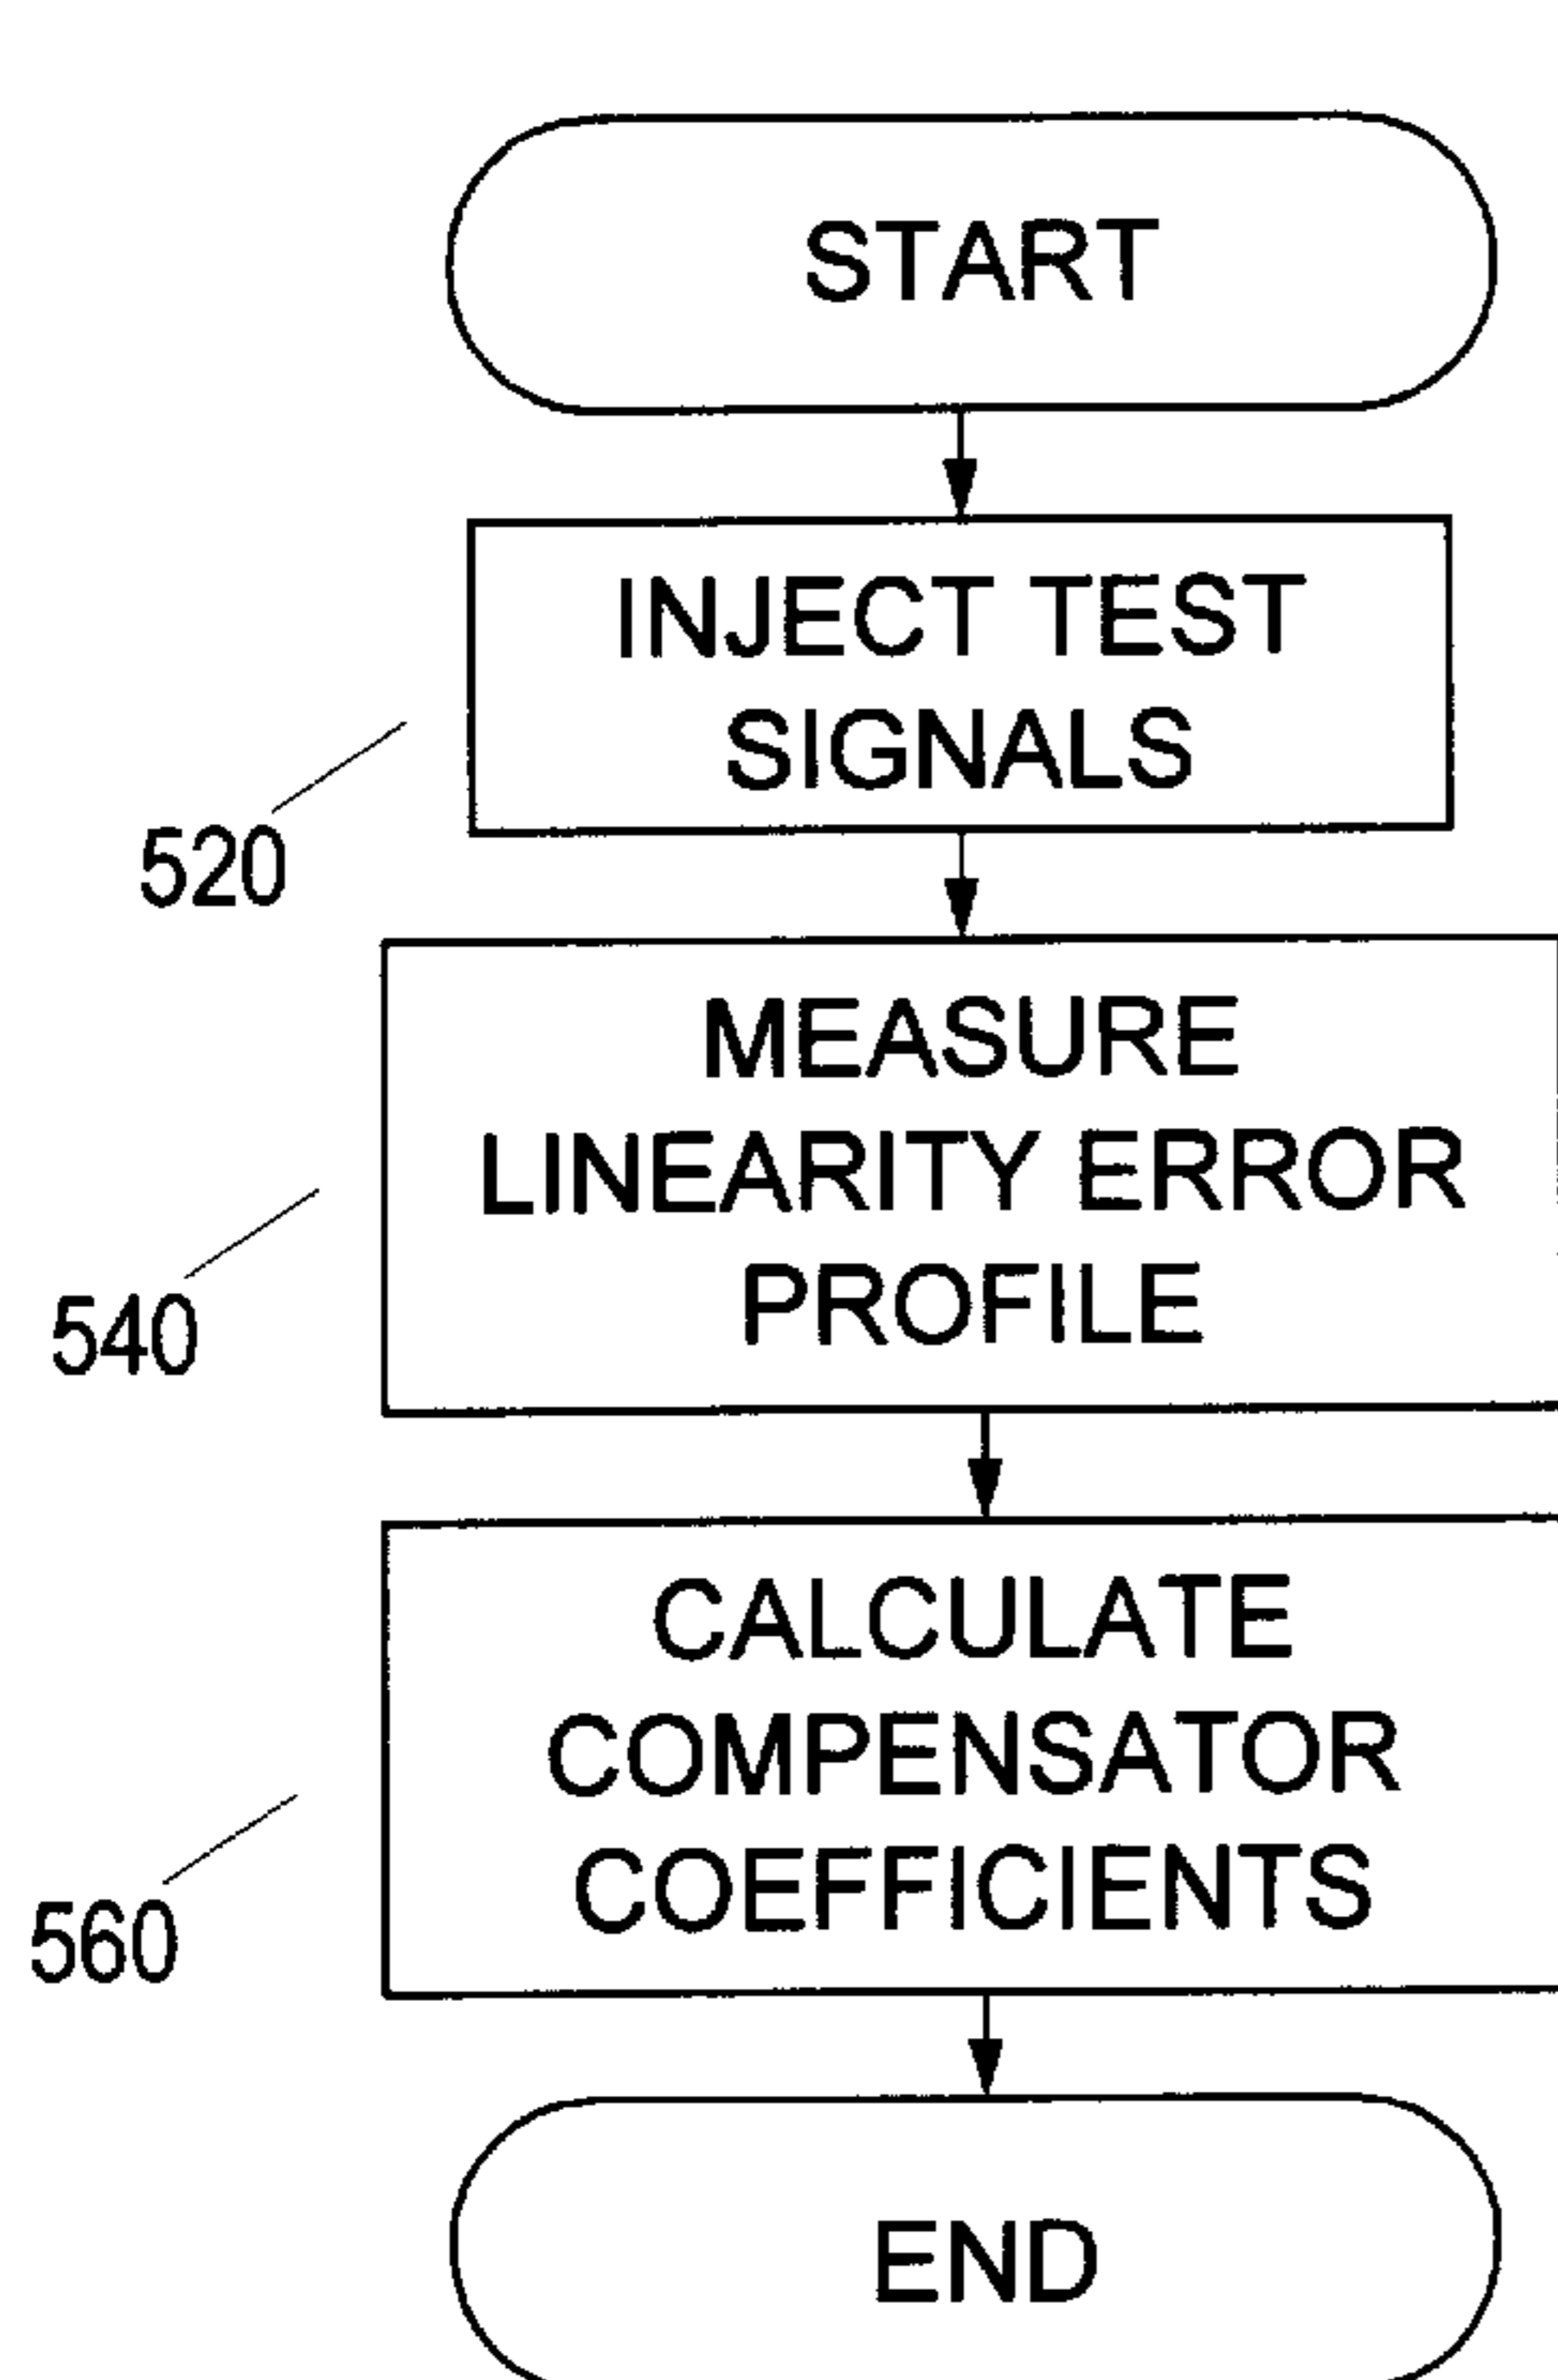 START
INJECT TEST
SIGNALS
520
MEASURE
LINEARITY ERROR
PROFILE
540
CALCULATE
COMPENSATOR
COEFFICIENTS
560
END